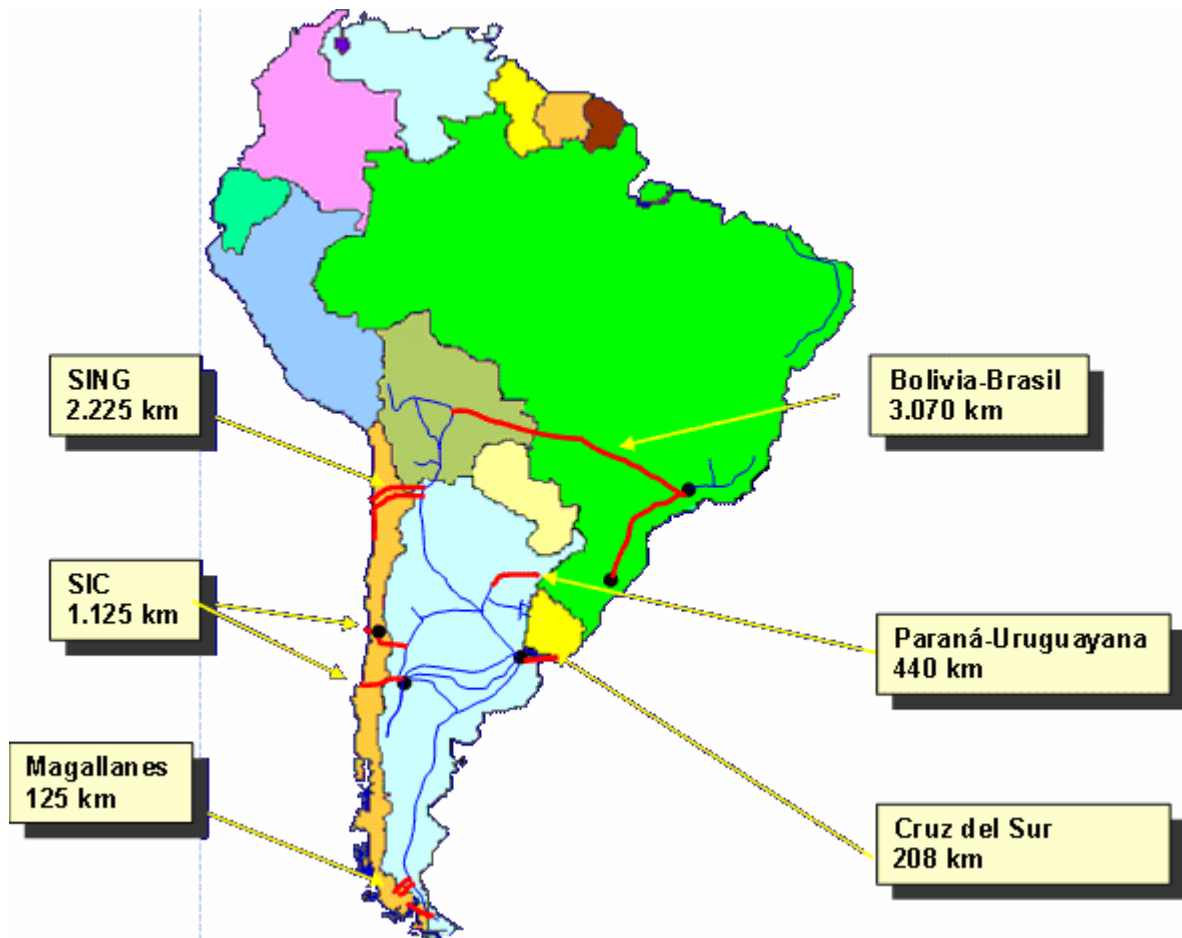 SING
2.225 km
Bolivia-Brasil
3.070 km
SIC
1.125 km
Paraná-Uruguayana
440 km
Magallanes
125 km
Cruz del Sur
208 km